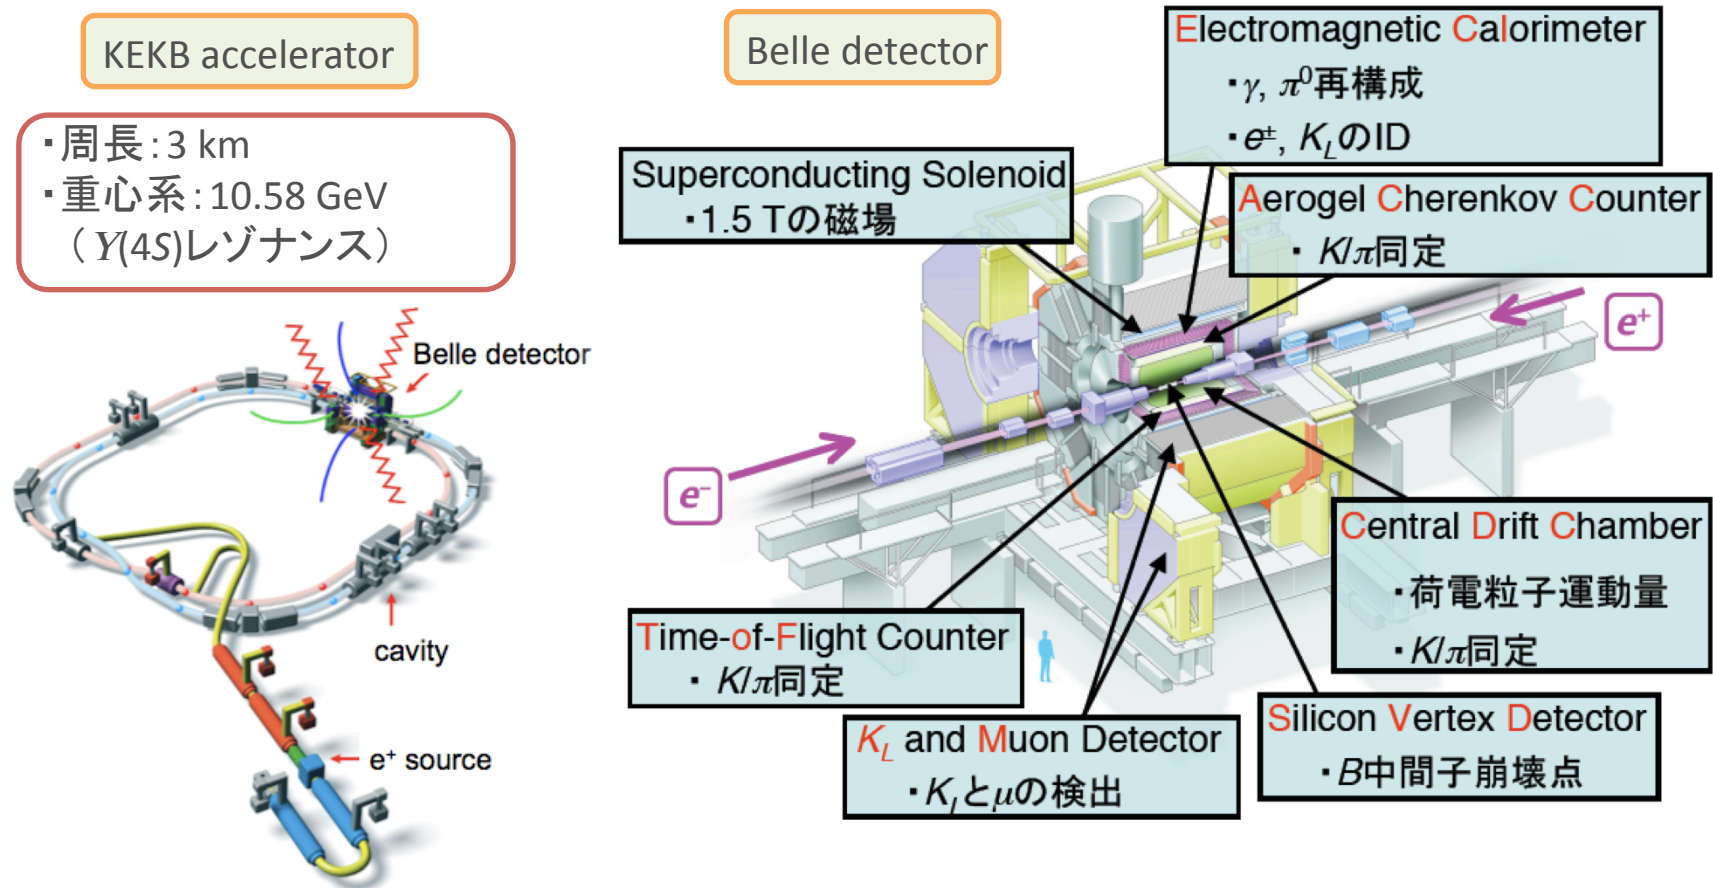 KEKB accelerator
・周長：3 km
・重心系：10.58 GeV
（ϒ(4S)レゾナンス）
Belle detector
cavity
e⁺ source
Belle detector
Electromagnetic Calorimeter
・γ, π⁰再構成
・e±, K_LのID
Superconducting Solenoid
・1.5 Tの磁場
Aerogel Cherenkov Counter
・ K/π同定
e⁺
e⁻
Central Drift Chamber
・荷電粒子運動量
・K/π同定
Time-of-Flight Counter
・ K/π同定
K_L and Muon Detector
・K_lとμの検出
Silicon Vertex Detector
・B中間子崩壊点